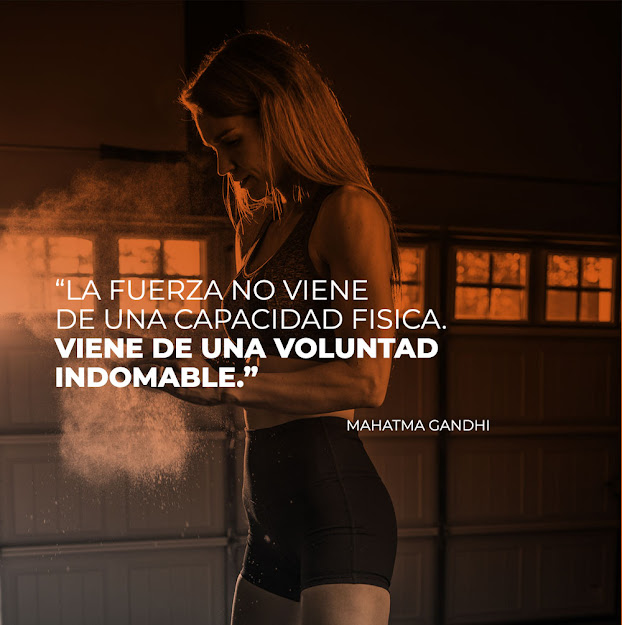 “LA FUERZA NO VIENE
DE UNA CAPACIDAD FISICA.
VIENE DE UNA VOLUNTAD
INDOMABLE.”
MAHATMA GANDHI